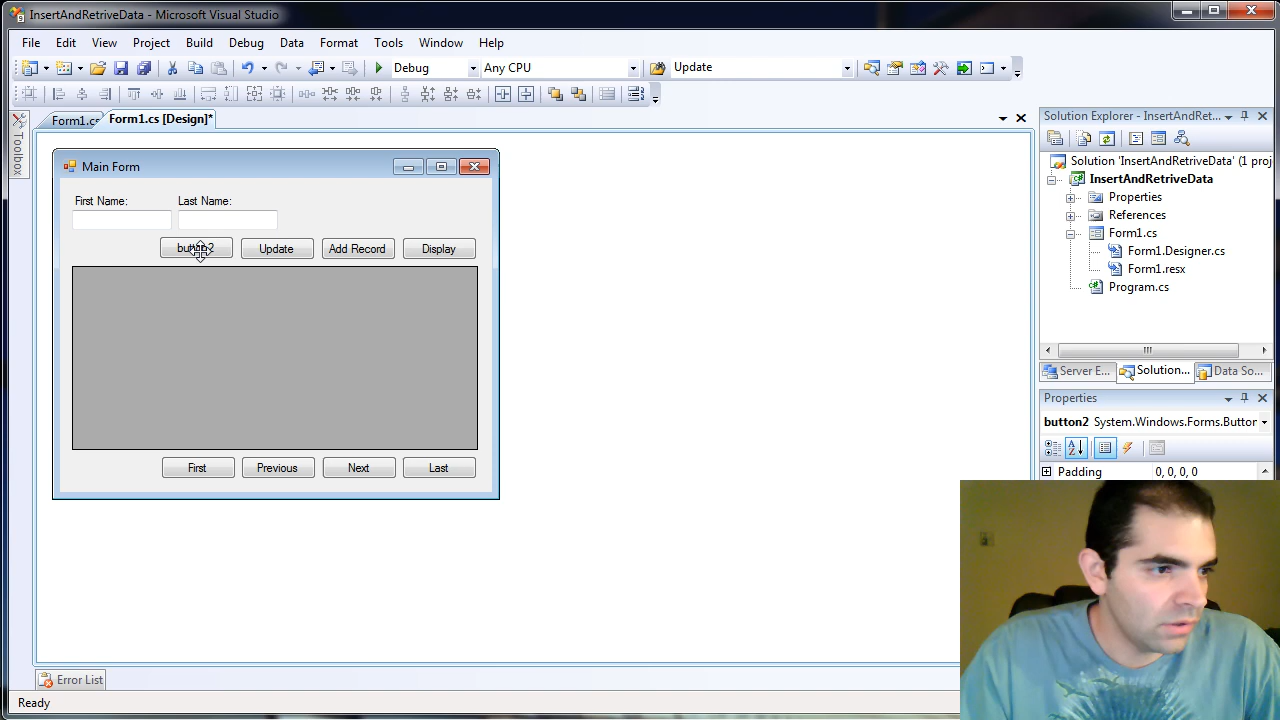 InsertAndRetriveData - Microsoft Visual Studio
File Edit View Project Build Debug Data Format Tools Window Help
Debug Any CPU Update
Form1.cs Form1.cs [Design]*
Toolbox
Main Form
First Name: Last Name:
button2 Update Add Record Display
First Previous Next Last
Solution Explorer - InsertAndRet...
Solution 'InsertAndRetriveData' (1 proj
InsertAndRetriveData
Properties
References
Form1.cs
Form1.Designer.cs
Form1.resx
Program.cs
Server E... Solution... Data So...
Properties
button2 System.Windows.Forms.Button
Padding 0, 0, 0, 0
Error List
Ready